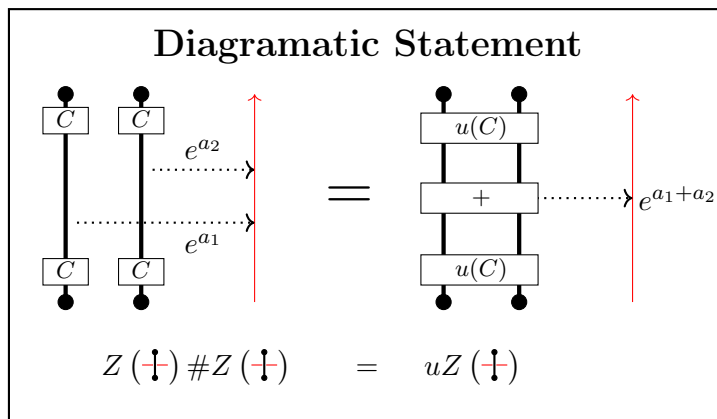 Diagramatic Statement
C C u(C)
e^{a_2}
= + e^{a_1+a_2}
e^{a_1}
C C u(C)
Z ( ) # Z ( ) = uZ ( )